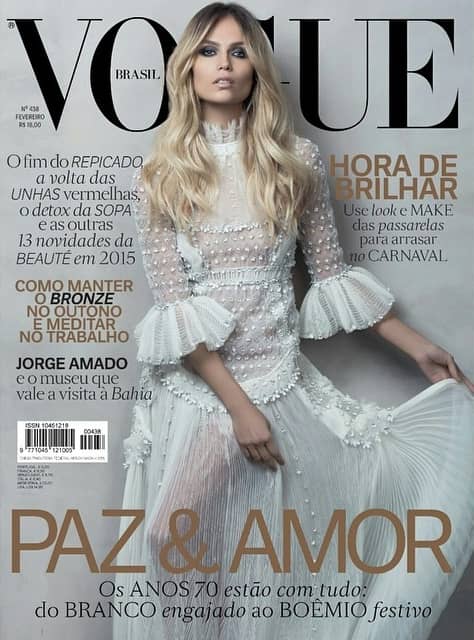 VOGUE
BRASIL
Nº 438
FEVEREIRO
R$ 18,00
O fim do REPICADO,
a volta das
UNHAS vermelhas,
o detox da SOPA
e as outras
13 novidades da
BEAUTÉ em 2015
COMO MANTER
O BRONZE
NO OUTONO
E MEDITAR
NO TRABALHO
JORGE AMADO
e o museu que
vale a visita à Bahia
HORA DE
BRILHAR
Use look e MAKE
das passarelas
para arrasar
no CARNAVAL
ISSN 10451219
00438
9 771045 121005
PAZ & AMOR
Os ANOS 70 estão com tudo:
do BRANCO engajado ao BOÊMIO festivo